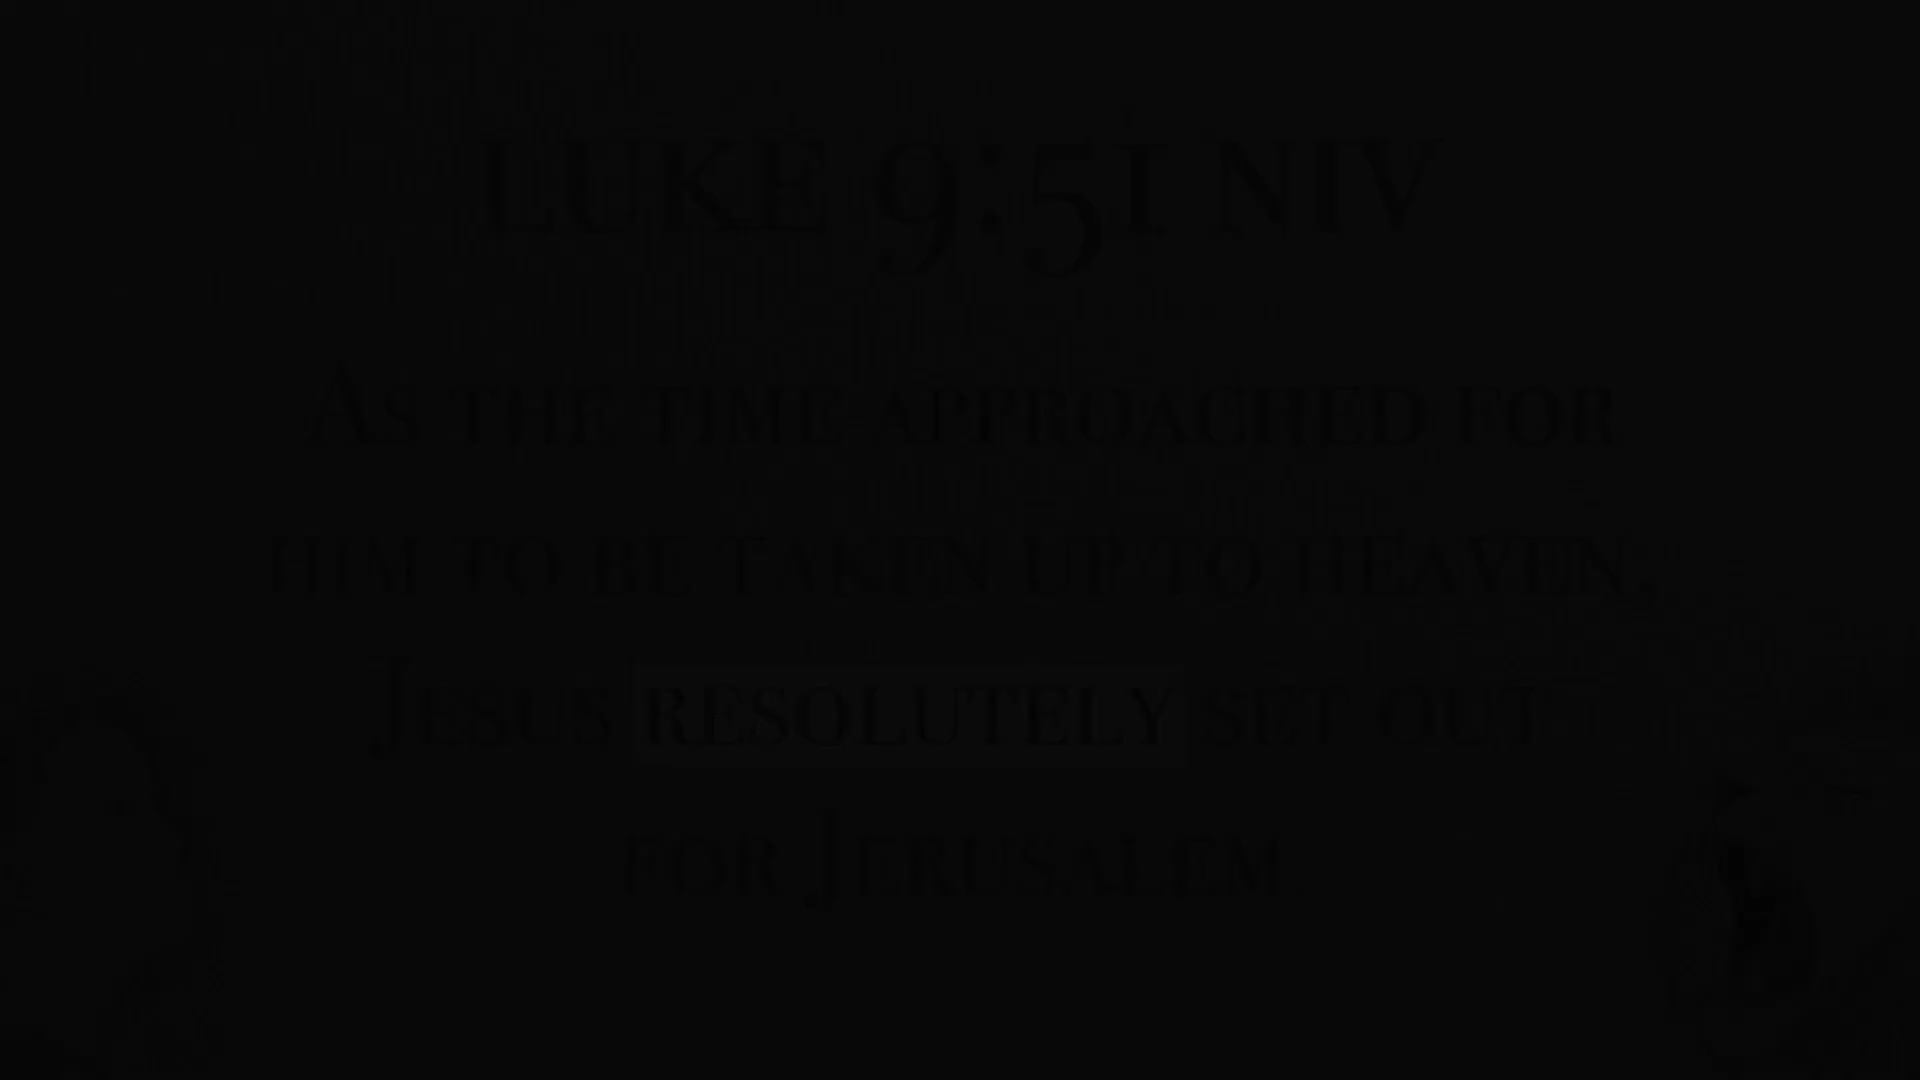 LUKE 9:51 NIV
As the time approached for
him to be taken up to heaven,
Jesus resolutely set out
for Jerusalem